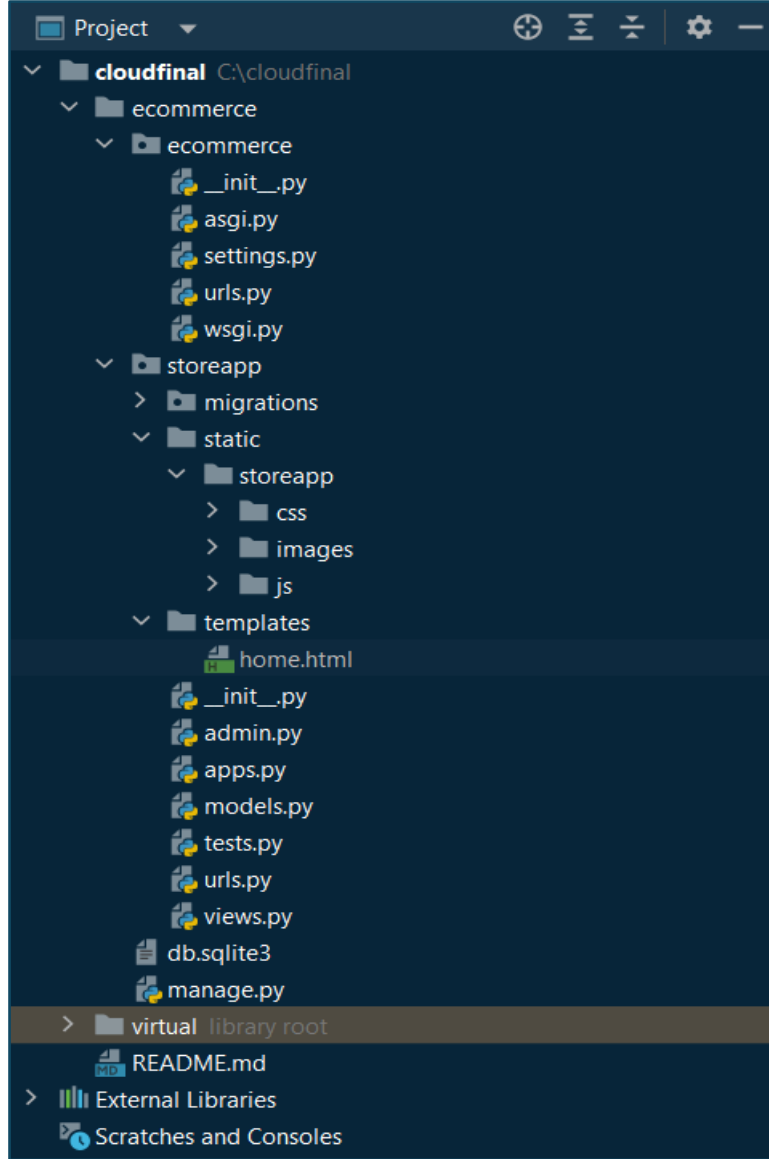 Project
cloudfinal C:\cloudfinal
ecommerce
ecommerce
__init__.py
asgi.py
settings.py
urls.py
wsgi.py
storeapp
migrations
static
storeapp
css
images
js
templates
H home.html
__init__.py
admin.py
apps.py
models.py
tests.py
urls.py
views.py
db.sqlite3
manage.py
virtual library root
MD README.md
External Libraries
Scratches and Consoles